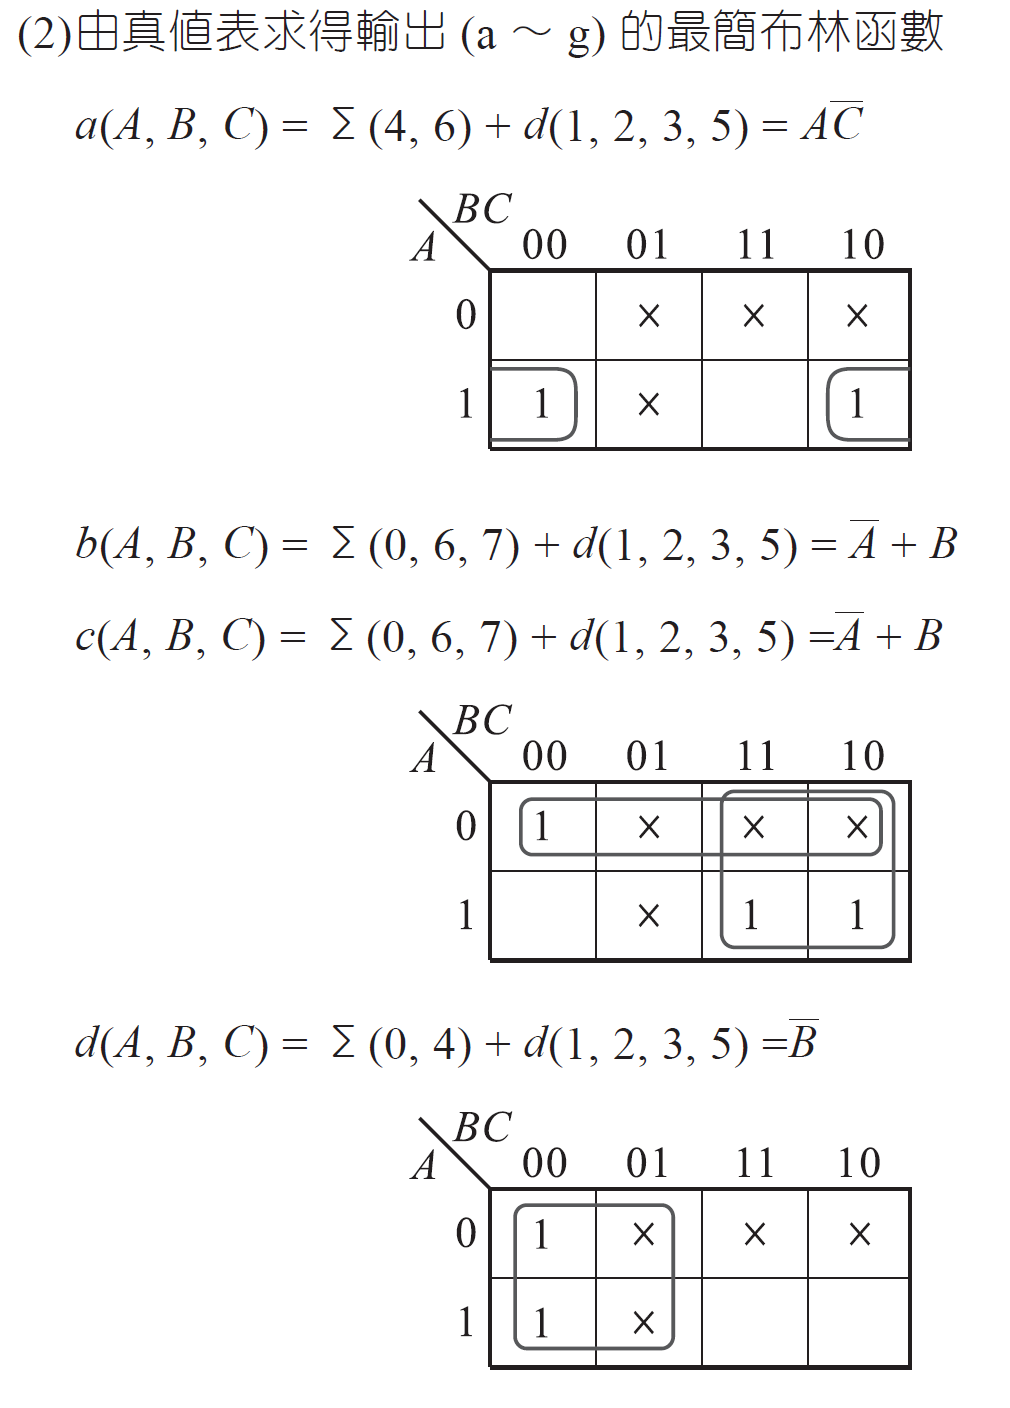 (2)由真值表求得輸出 (a ～ g) 的最簡布林函數
a(A, B, C) = Σ (4, 6) + d(1, 2, 3, 5) = AC̅
BC
A 00 01 11 10
0 × × ×
1 1 × 1
b(A, B, C) = Σ (0, 6, 7) + d(1, 2, 3, 5) = A̅ + B
c(A, B, C) = Σ (0, 6, 7) + d(1, 2, 3, 5) =A̅ + B
BC
A 00 01 11 10
0 1 × × ×
1 × 1 1
d(A, B, C) = Σ (0, 4) + d(1, 2, 3, 5) =B̅
BC
A 00 01 11 10
0 1 × × ×
1 1 ×